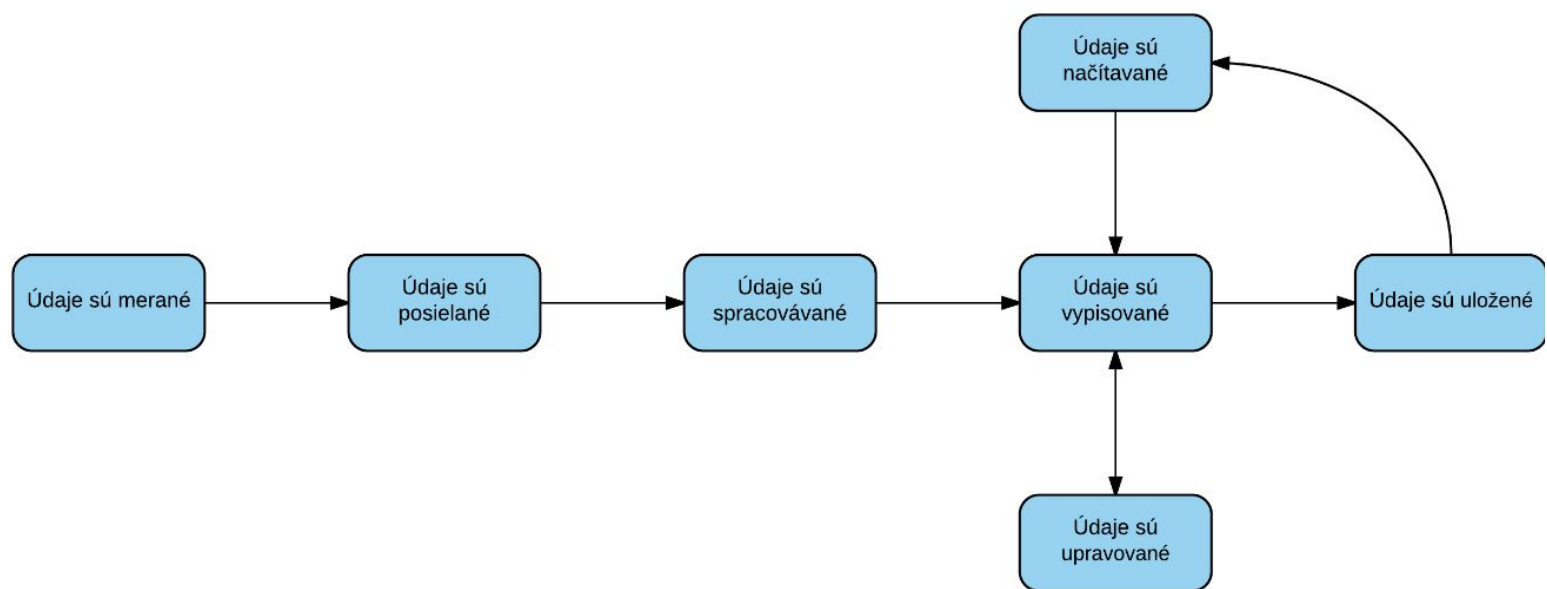 Údaje sú
načítavané
Údaje sú merané
Údaje sú
posielané
Údaje sú
spracovávané
Údaje sú
vypisované
Údaje sú uložené
Údaje sú
upravované